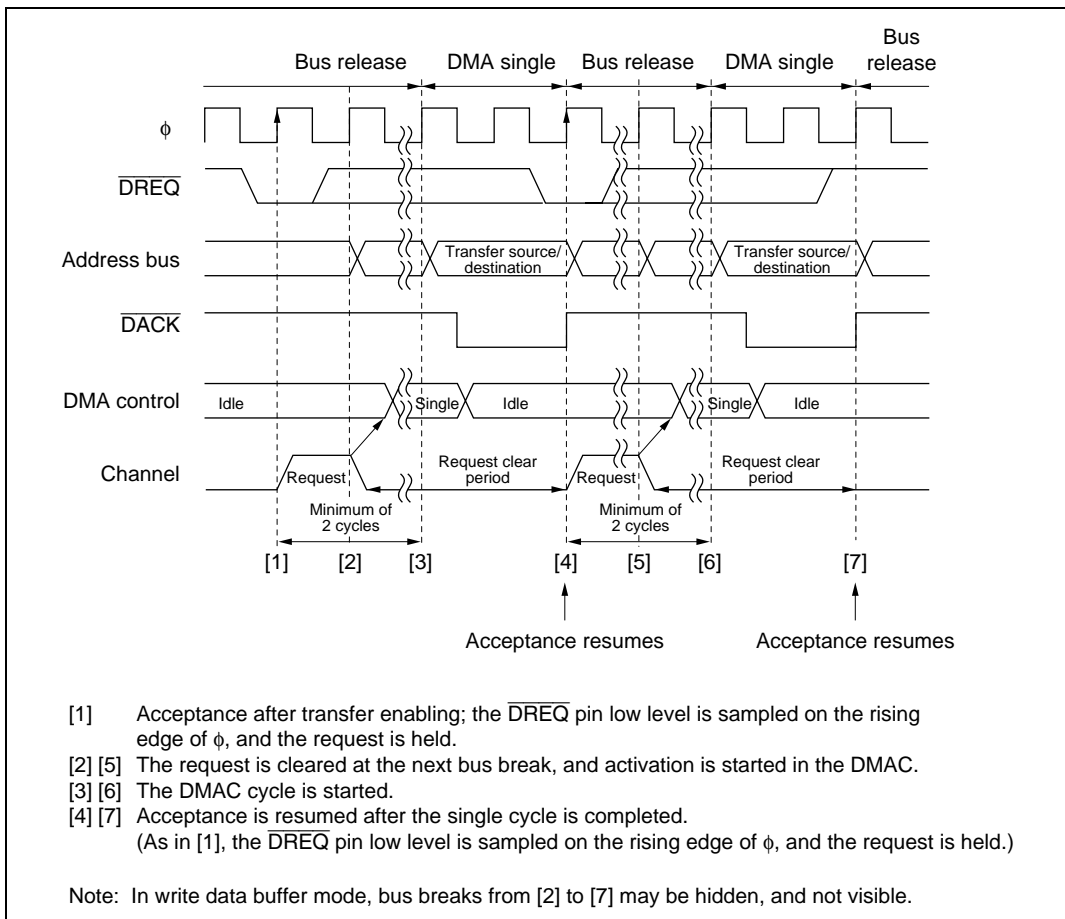 Bus release
DMA single
Bus release
DMA single
Bus
release
ϕ
DREQ
Address bus
Transfer source/
destination
Transfer source/
destination
DACK
DMA control
Idle
Single
Idle
Single
Idle
Channel
Request
Request clear
period
Request
Request clear
period
Minimum of
2 cycles
Minimum of
2 cycles
[1] [2] [3] [4] [5] [6] [7]
Acceptance resumes
Acceptance resumes
[1] Acceptance after transfer enabling; the DREQ pin low level is sampled on the rising
edge of ϕ, and the request is held.
[2] [5] The request is cleared at the next bus break, and activation is started in the DMAC.
[3] [6] The DMAC cycle is started.
[4] [7] Acceptance is resumed after the single cycle is completed.
(As in [1], the DREQ pin low level is sampled on the rising edge of ϕ, and the request is held.)
Note: In write data buffer mode, bus breaks from [2] to [7] may be hidden, and not visible.